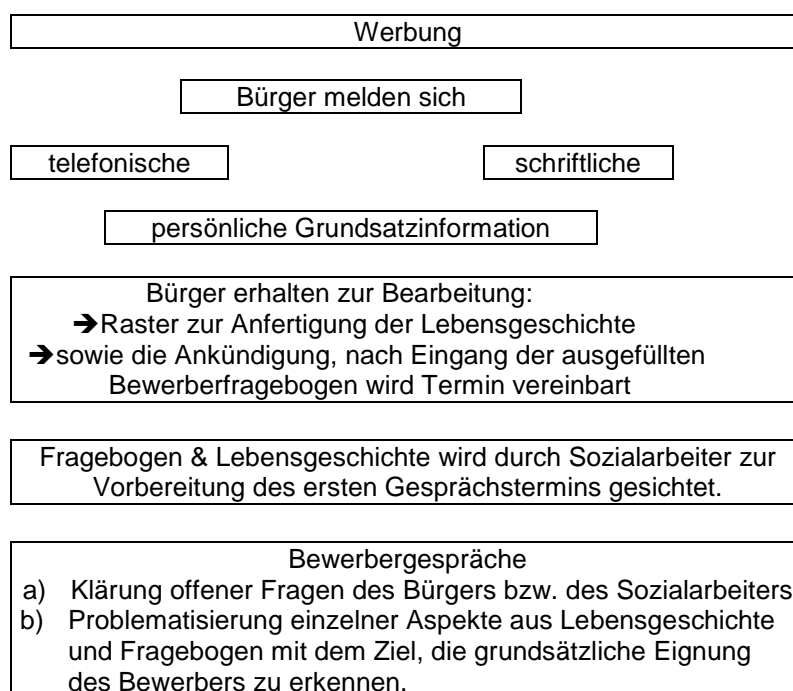 Werbung
Bürger melden sich
telefonische schriftliche
persönliche Grundsatzinformation
Bürger erhalten zur Bearbeitung:
➔Raster zur Anfertigung der Lebensgeschichte
➔sowie die Ankündigung, nach Eingang der ausgefüllten
Bewerberfragebogen wird Termin vereinbart
Fragebogen & Lebensgeschichte wird durch Sozialarbeiter zur
Vorbereitung des ersten Gesprächstermins gesichtet.
Bewerbergespräche
a) Klärung offener Fragen des Bürgers bzw. des Sozialarbeiters
b) Problematisierung einzelner Aspekte aus Lebensgeschichte
und Fragebogen mit dem Ziel, die grundsätzliche Eignung
des Bewerbers zu erkennen.